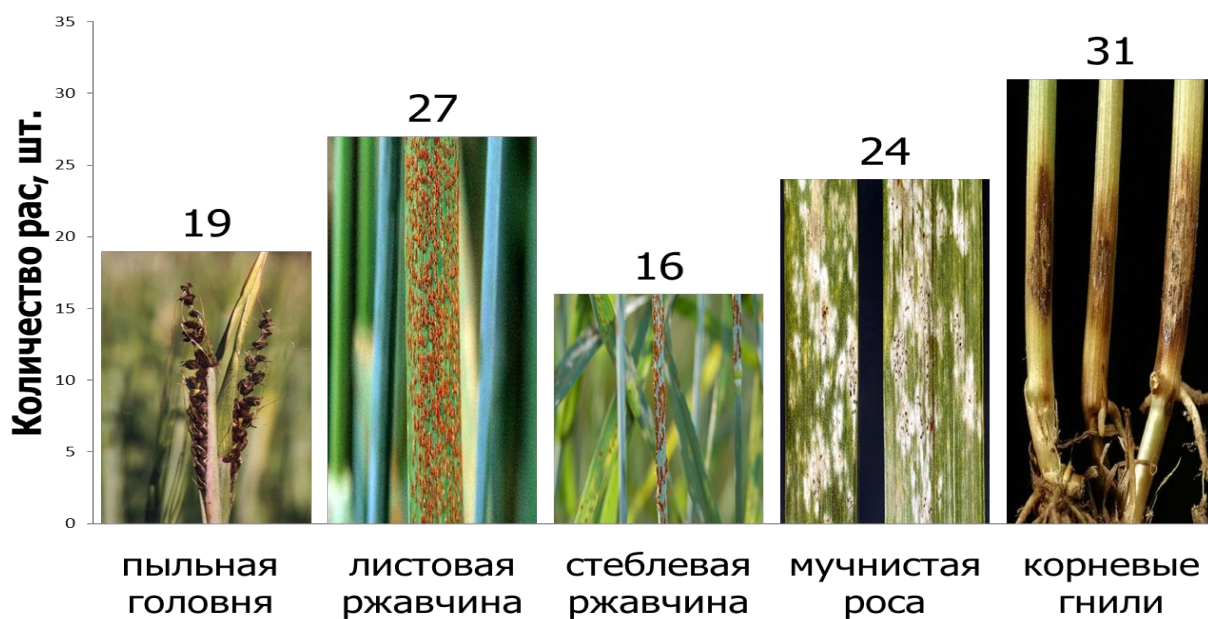 Количество рас, шт.
35
30
25
20
15
10
5
0
19
27
16
24
31
пыльная
головня
листовая
ржавчина
стеблевая
ржавчина
мучнистая
роса
корневые
гнили